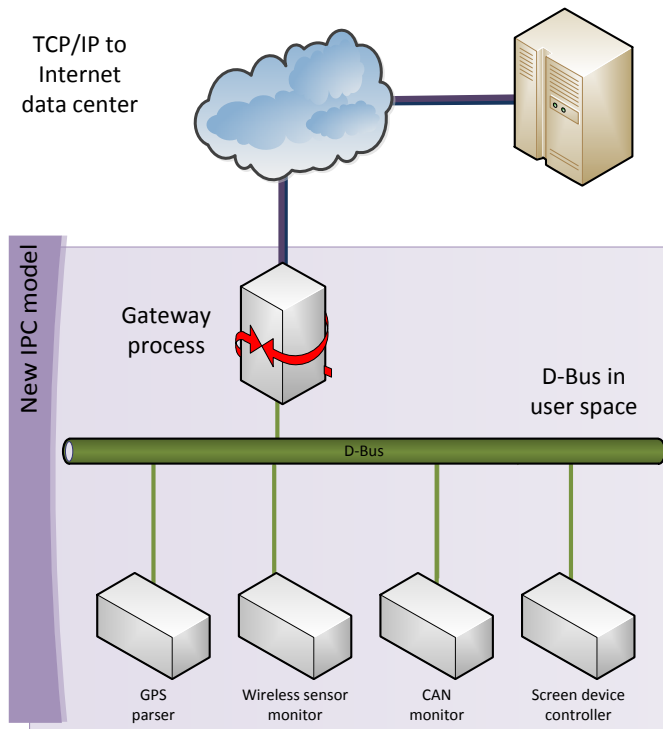 TCP/IP to
Internet
data center
New IPC model
Gateway
process
D-Bus in
user space
D-Bus
GPS
parser
Wireless sensor
monitor
CAN
monitor
Screen device
controller